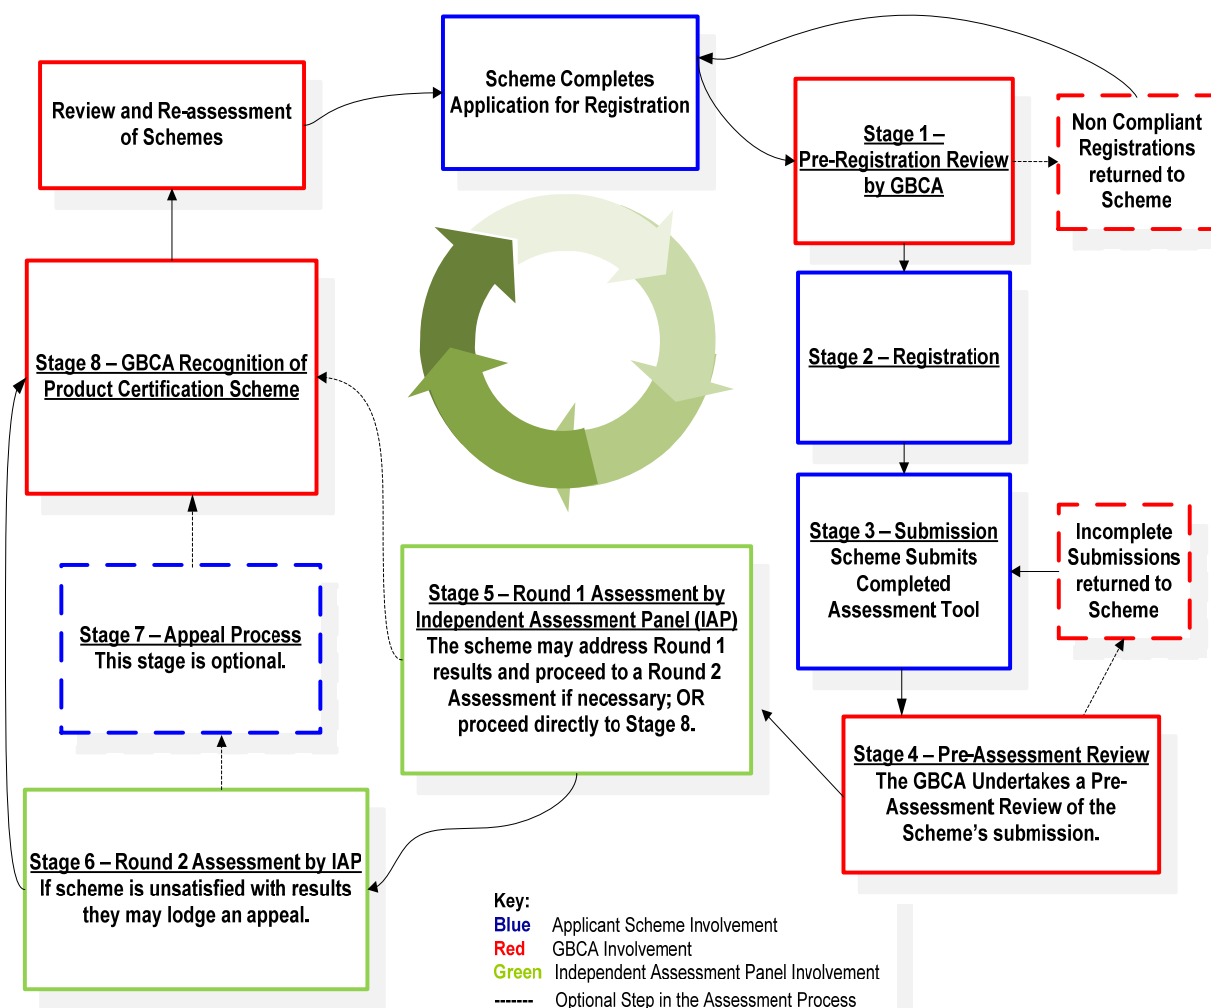 Scheme Completes
Application for Registration
Review and Re-assessment
of Schemes
Stage 1 –
Pre-Registration Review
by GBCA
Non Compliant
Registrations
returned to
Scheme
Stage 2 – Registration
Stage 3 – Submission
Scheme Submits
Completed
Assessment Tool
Incomplete
Submissions
returned to
Scheme
Stage 4 – Pre-Assessment Review
The GBCA Undertakes a Pre-
Assessment Review of the
Scheme's submission.
Stage 5 – Round 1 Assessment by
Independent Assessment Panel (IAP)
The scheme may address Round 1
results and proceed to a Round 2
Assessment if necessary; OR
proceed directly to Stage 8.
Stage 6 – Round 2 Assessment by IAP
If scheme is unsatisfied with results
they may lodge an appeal.
Stage 7 – Appeal Process
This stage is optional.
Stage 8 – GBCA Recognition of
Product Certification Scheme
Key:
Blue Applicant Scheme Involvement
Red GBCA Involvement
Green Independent Assessment Panel Involvement
------- Optional Step in the Assessment Process